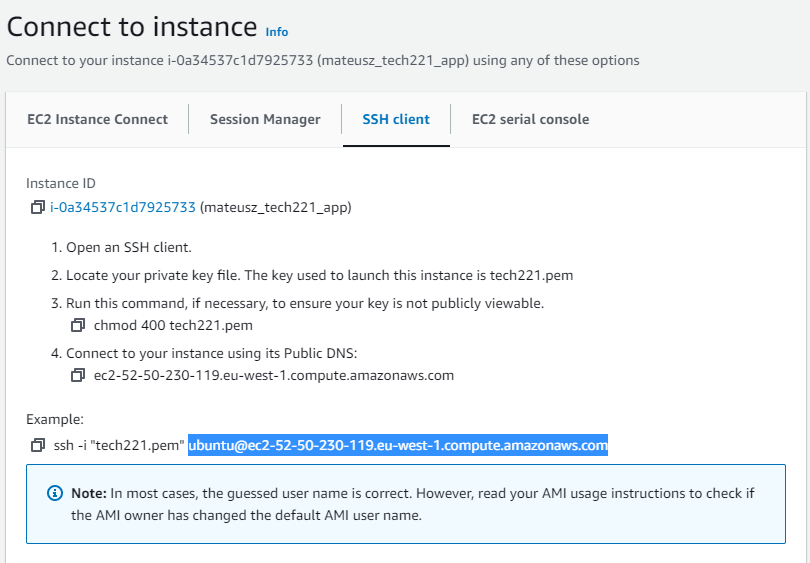 Connect to instance Info
Connect to your instance i-0a34537c1d7925733 (mateusz_tech221_app) using any of these options
EC2 Instance Connect
Session Manager
SSH client
EC2 serial console
Instance ID
i-0a34537c1d7925733 (mateusz_tech221_app)
1. Open an SSH client.
2. Locate your private key file. The key used to launch this instance is tech221.pem
3. Run this command, if necessary, to ensure your key is not publicly viewable.
chmod 400 tech221.pem
4. Connect to your instance using its Public DNS:
ec2-52-50-230-119.eu-west-1.compute.amazonaws.com
Example:
ssh -i "tech221.pem" ubuntu@ec2-52-50-230-119.eu-west-1.compute.amazonaws.com
Note: In most cases, the guessed user name is correct. However, read your AMI usage instructions to check if
the AMI owner has changed the default AMI user name.